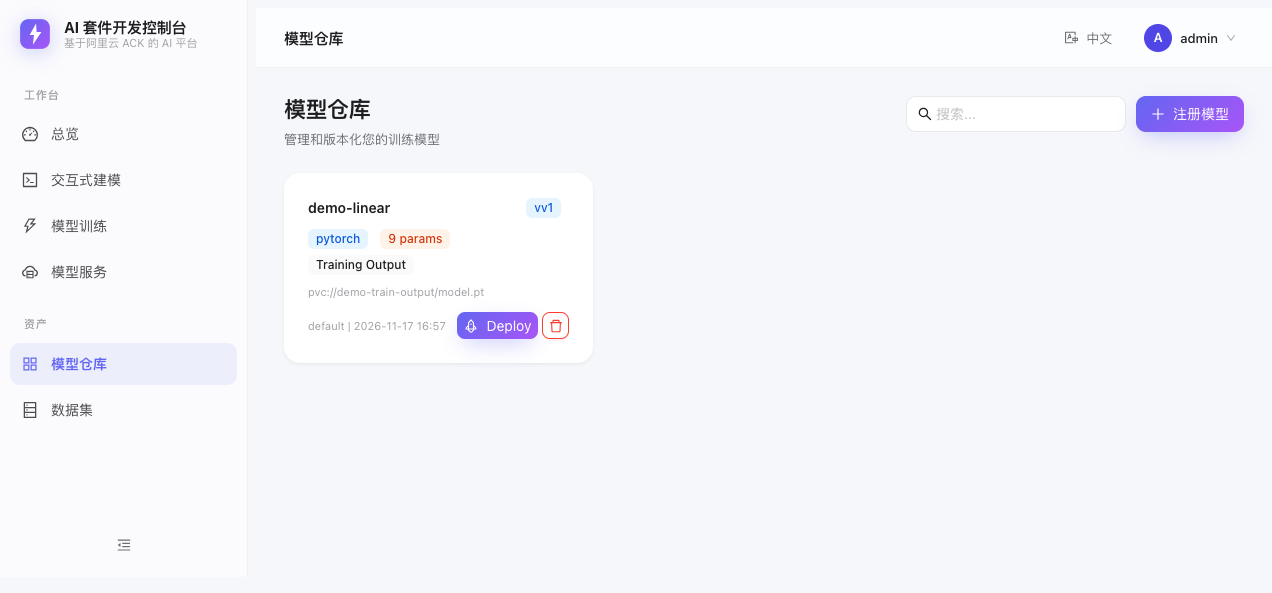 AI 套件开发控制台
基于阿里云 ACK 的 AI 平台
工作台
总览
交互式建模
模型训练
模型服务
资产
模型仓库
数据集
模型仓库
中文
A
admin
模型仓库
管理和版本化您的训练模型
搜索...
注册模型
demo-linear
vv1
pytorch
9 params
Training Output
pvc://demo-train-output/model.pt
default | 2026-11-17 16:57
Deploy